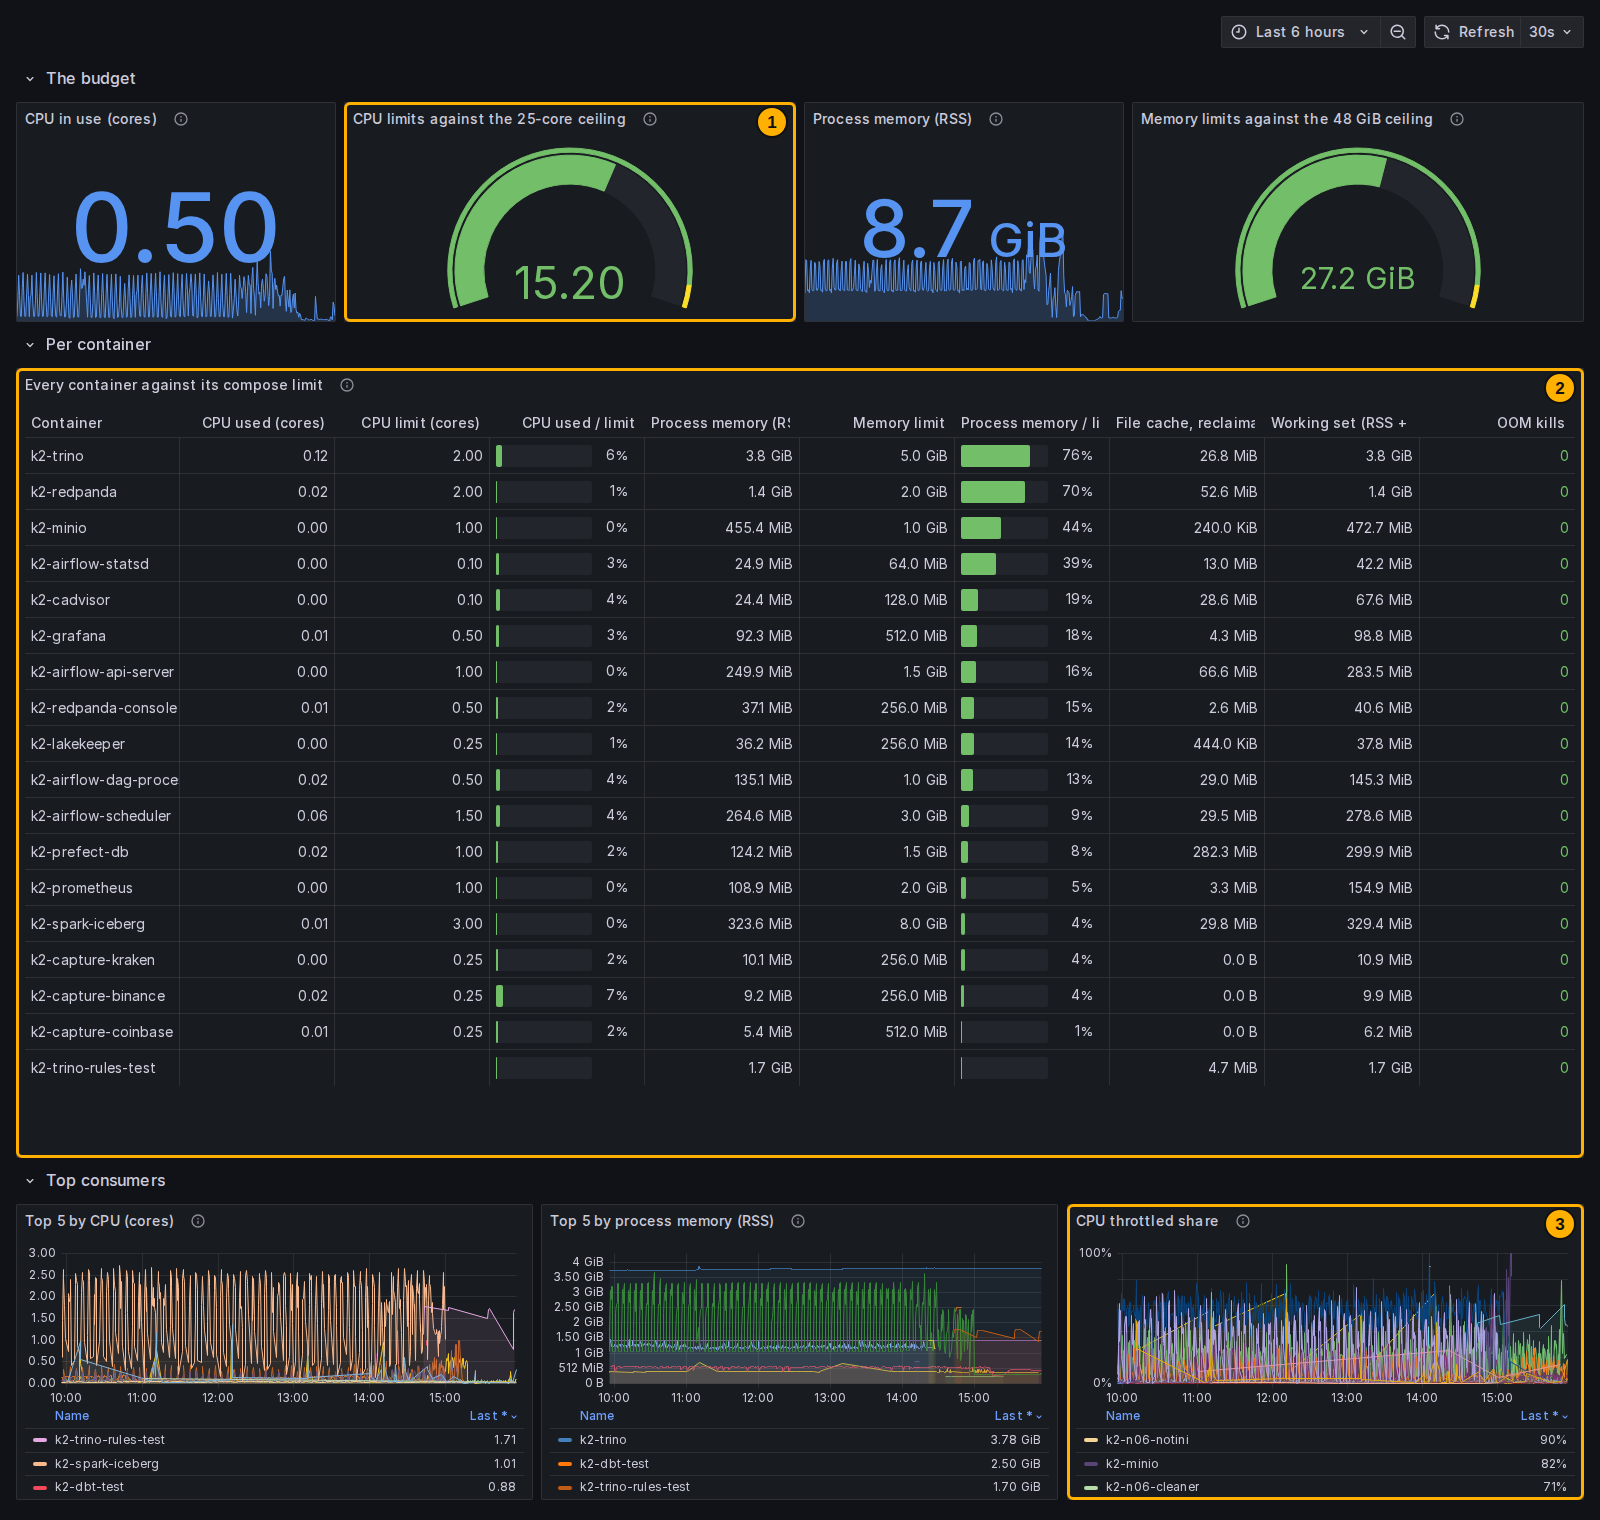 Last 6 hours
Refresh 30s
The budget
CPU in use (cores)
CPU limits against the 25-core ceiling
1
Process memory (RSS)
Memory limits against the 48 GiB ceiling
0.50
15.20
8.7 GiB
27.2 GiB
Per container
Every container against its compose limit
2
Container CPU used (cores) CPU limit (cores) CPU used / limit Process memory (RS Memory limit Process memory / li File cache, reclaima Working set (RSS + OOM kills
k2-trino 0.12 2.00 6% 3.8 GiB 5.0 GiB 76% 26.8 MiB 3.8 GiB 0
k2-redpanda 0.02 2.00 1% 1.4 GiB 2.0 GiB 70% 52.6 MiB 1.4 GiB 0
k2-minio 0.00 1.00 0% 455.4 MiB 1.0 GiB 44% 240.0 KiB 472.7 MiB 0
k2-airflow-statsd 0.00 0.10 3% 24.9 MiB 64.0 MiB 39% 13.0 MiB 42.2 MiB 0
k2-cadvisor 0.00 0.10 4% 24.4 MiB 128.0 MiB 19% 28.6 MiB 67.6 MiB 0
k2-grafana 0.01 0.50 3% 92.3 MiB 512.0 MiB 18% 4.3 MiB 98.8 MiB 0
k2-airflow-api-server 0.00 1.00 0% 249.9 MiB 1.5 GiB 16% 66.6 MiB 283.5 MiB 0
k2-redpanda-console 0.01 0.50 2% 37.1 MiB 256.0 MiB 15% 2.6 MiB 40.6 MiB 0
k2-lakekeeper 0.00 0.25 1% 36.2 MiB 256.0 MiB 14% 444.0 KiB 37.8 MiB 0
k2-airflow-dag-proce 0.02 0.50 4% 135.1 MiB 1.0 GiB 13% 29.0 MiB 145.3 MiB 0
k2-airflow-scheduler 0.06 1.50 4% 264.6 MiB 3.0 GiB 9% 29.5 MiB 278.6 MiB 0
k2-prefect-db 0.02 1.00 2% 124.2 MiB 1.5 GiB 8% 282.3 MiB 299.9 MiB 0
k2-prometheus 0.00 1.00 0% 108.9 MiB 2.0 GiB 5% 3.3 MiB 154.9 MiB 0
k2-spark-iceberg 0.01 3.00 0% 323.6 MiB 8.0 GiB 4% 29.8 MiB 329.4 MiB 0
k2-capture-kraken 0.00 0.25 2% 10.1 MiB 256.0 MiB 4% 0.0 B 10.9 MiB 0
k2-capture-binance 0.02 0.25 7% 9.2 MiB 256.0 MiB 4% 0.0 B 9.9 MiB 0
k2-capture-coinbase 0.01 0.25 2% 5.4 MiB 512.0 MiB 1% 0.0 B 6.2 MiB 0
k2-trino-rules-test 1.7 GiB 4.7 MiB 1.7 GiB 0
Top consumers
Top 5 by CPU (cores)
3.00
2.50
2.00
1.50
1.00
0.50
0.00
10:00 11:00 12:00 13:00 14:00 15:00
Name Last *
k2-trino-rules-test 1.71
k2-spark-iceberg 1.01
k2-dbt-test 0.88
Top 5 by process memory (RSS)
4 GiB
3.50 GiB
3 GiB
2.50 GiB
2 GiB
1.50 GiB
1 GiB
512 MiB
0 B
10:00 11:00 12:00 13:00 14:00 15:00
Name Last *
k2-trino 3.78 GiB
k2-dbt-test 2.50 GiB
k2-trino-rules-test 1.70 GiB
CPU throttled share
3
100%
0%
10:00 11:00 12:00 13:00 14:00 15:00
Name Last *
k2-n06-notini 90%
k2-minio 82%
k2-n06-cleaner 71%